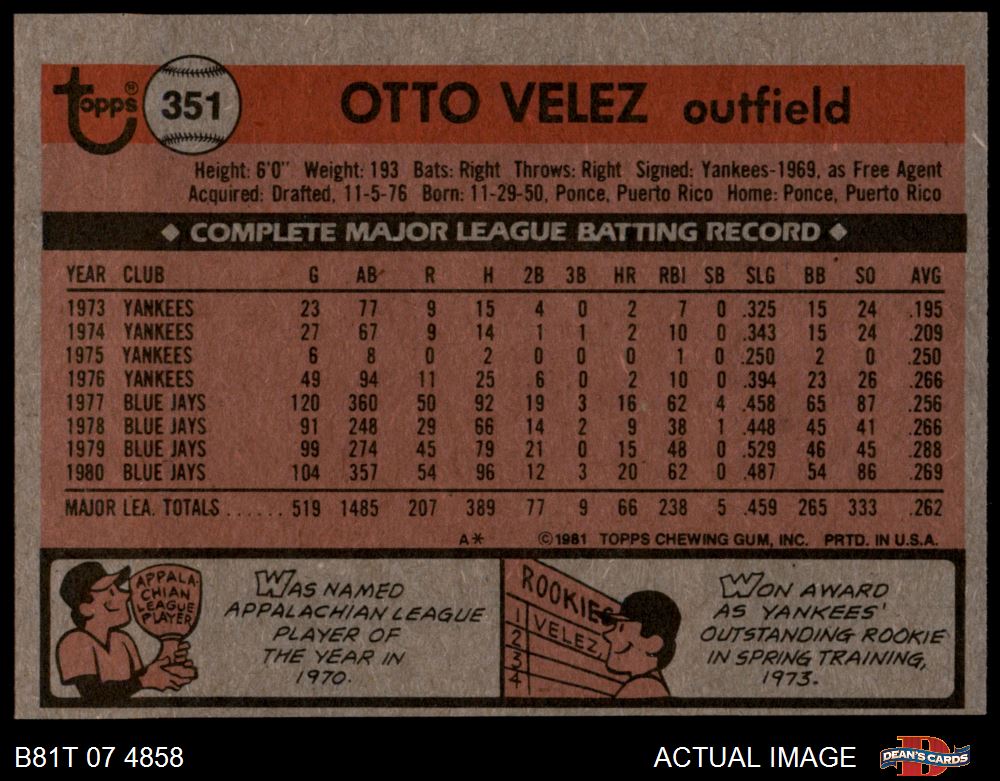 topps®
351
OTTO VELEZ outfield
Height: 6'0" Weight: 193 Bats: Right Throws: Right Signed: Yankees-1969, as Free Agent
Acquired: Drafted, 11-5-76 Born: 11-29-50, Ponce, Puerto Rico Home: Ponce, Puerto Rico
◆ COMPLETE MAJOR LEAGUE BATTING RECORD ◆
YEAR CLUB G AB R H 2B 3B HR RBI SB SLG BB SO AVG
1973 YANKEES 23 77 9 15 4 0 2 7 0 .325 15 24 .195
1974 YANKEES 27 67 9 14 1 1 2 10 0 .343 15 24 .209
1975 YANKEES 6 8 0 2 0 0 0 1 0 .250 2 0 .250
1976 YANKEES 49 94 11 25 6 0 2 10 0 .394 23 26 .266
1977 BLUE JAYS 120 360 50 92 19 3 16 62 4 .458 65 87 .256
1978 BLUE JAYS 91 248 29 66 14 2 9 38 1 .448 45 41 .266
1979 BLUE JAYS 99 274 45 79 21 0 15 48 0 .529 46 45 .288
1980 BLUE JAYS 104 357 54 96 12 3 20 62 0 .487 54 86 .269
MAJOR LEA. TOTALS ...... 519 1485 207 389 77 9 66 238 5 .459 265 333 .262
A* ©1981 TOPPS CHEWING GUM, INC. PRTD. IN U.S.A.
APPALA-
CHIAN
LEAGUE
PLAYER
WAS NAMED
APPALACHIAN LEAGUE
PLAYER OF
THE YEAR IN
1970.
ROOKIES
1 VELEZ
2
3
4
WON AWARD
AS YANKEES'
OUTSTANDING ROOKIE
IN SPRING TRAINING,
1973.
B81T 07 4858
ACTUAL IMAGE
D
DEAN'S CARDS